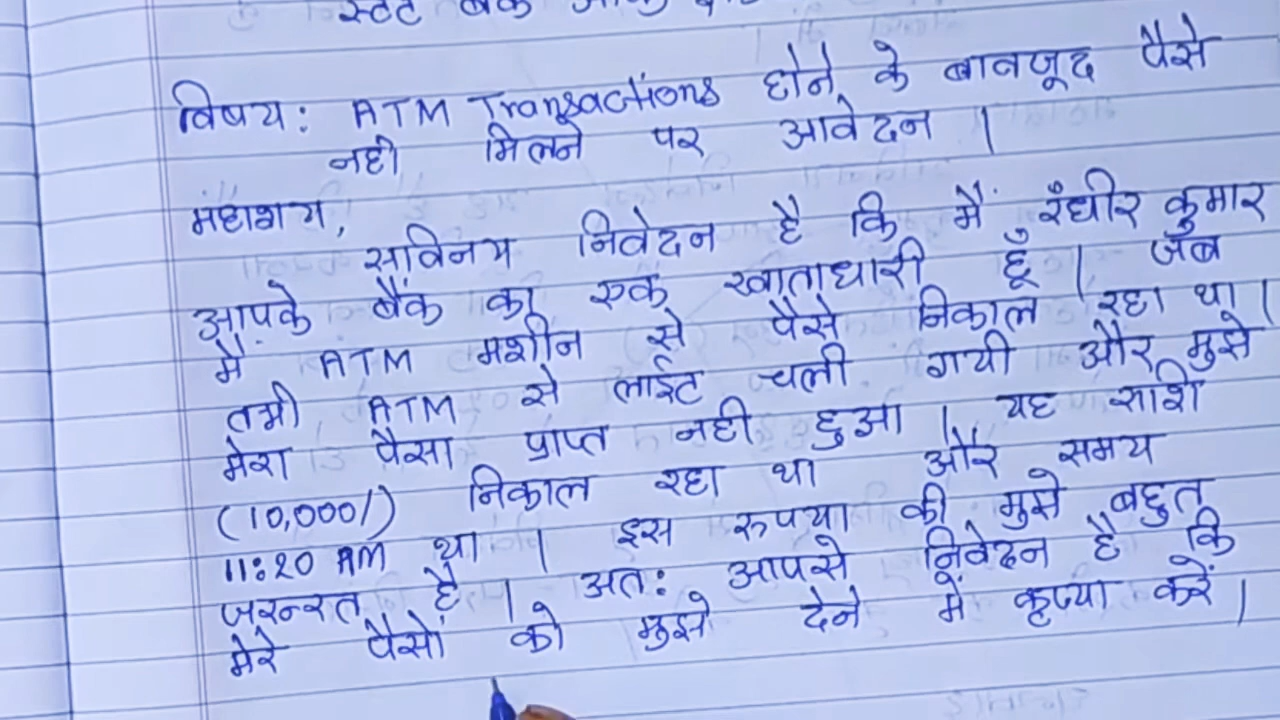 स्टेट बैंक ऑफ
विषय: ATM Transactions होने के बावजूद पैसे
नही मिलने पर आवेदन ।
महाशय,
सविनय निवेदन है कि मैं रंधीर कुमार
आपके बैंक का एक खाताधारी हूँ । जब
मै ATM मशीन से पैसे निकाल रहा था ।
तभी ATM से लाईट चली गयी और मुझे
मेरा पैसा प्राप्त नही हुआ । यह राशि
(10,000/) निकाल रहा था और समय
11:20 AM था । इस रुपया की मुझे बहुत
जरूरत है । अत: आपसे निवेदन है कि
मेरे पैसों को मुझे देने में कृप्या करें ।